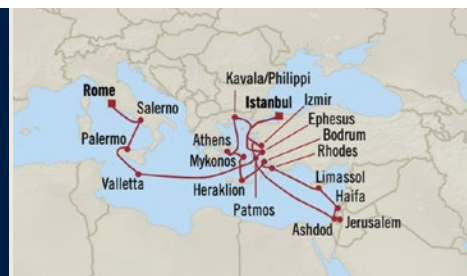 Kavala/Philippi
Rome
Istanbul
Izmir
Salerno
Ephesus
Bodrum
Palermo
Athens
Rhodes
Mykonos
Limassol
Valletta
Heraklion
Haifa
Patmos
Ashdod
Jerusalem